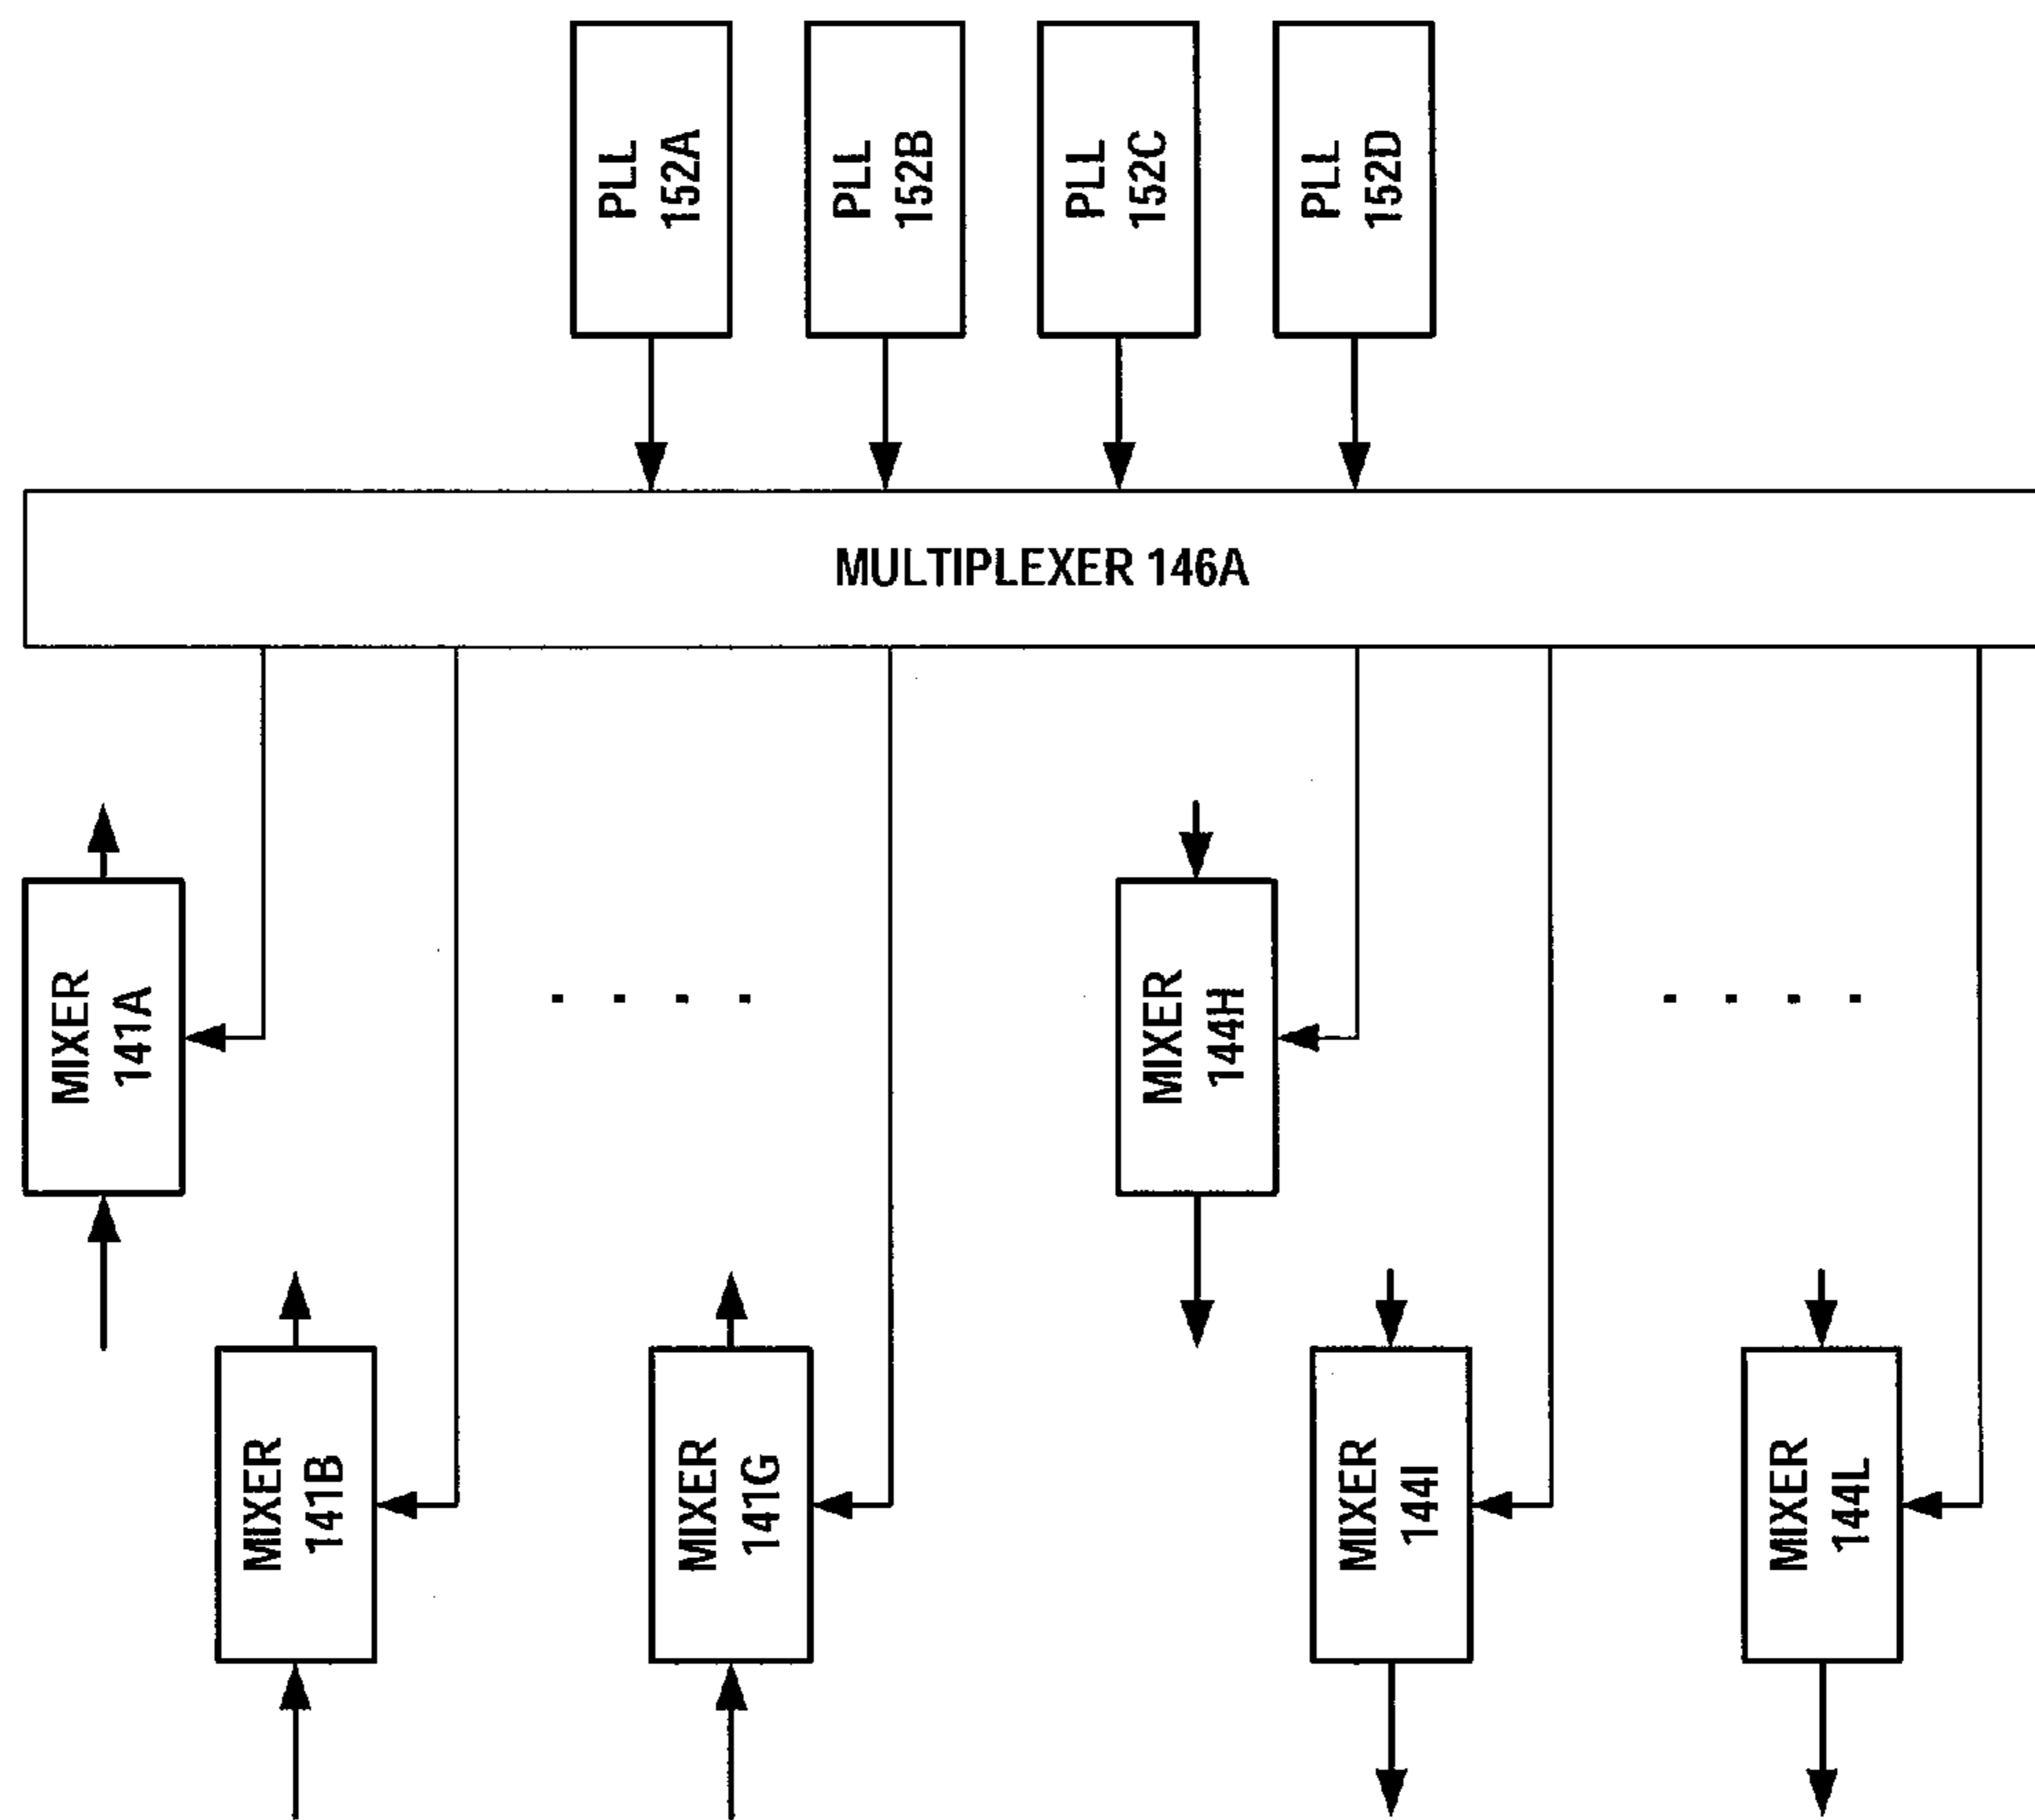 PLL
152A
PLL
152B
PLL
152C
PLL
152D
MULTIPLEXER 146A
MIXER
141A
MIXER
144H
MIXER
141B
MIXER
141G
MIXER
144I
MIXER
144L